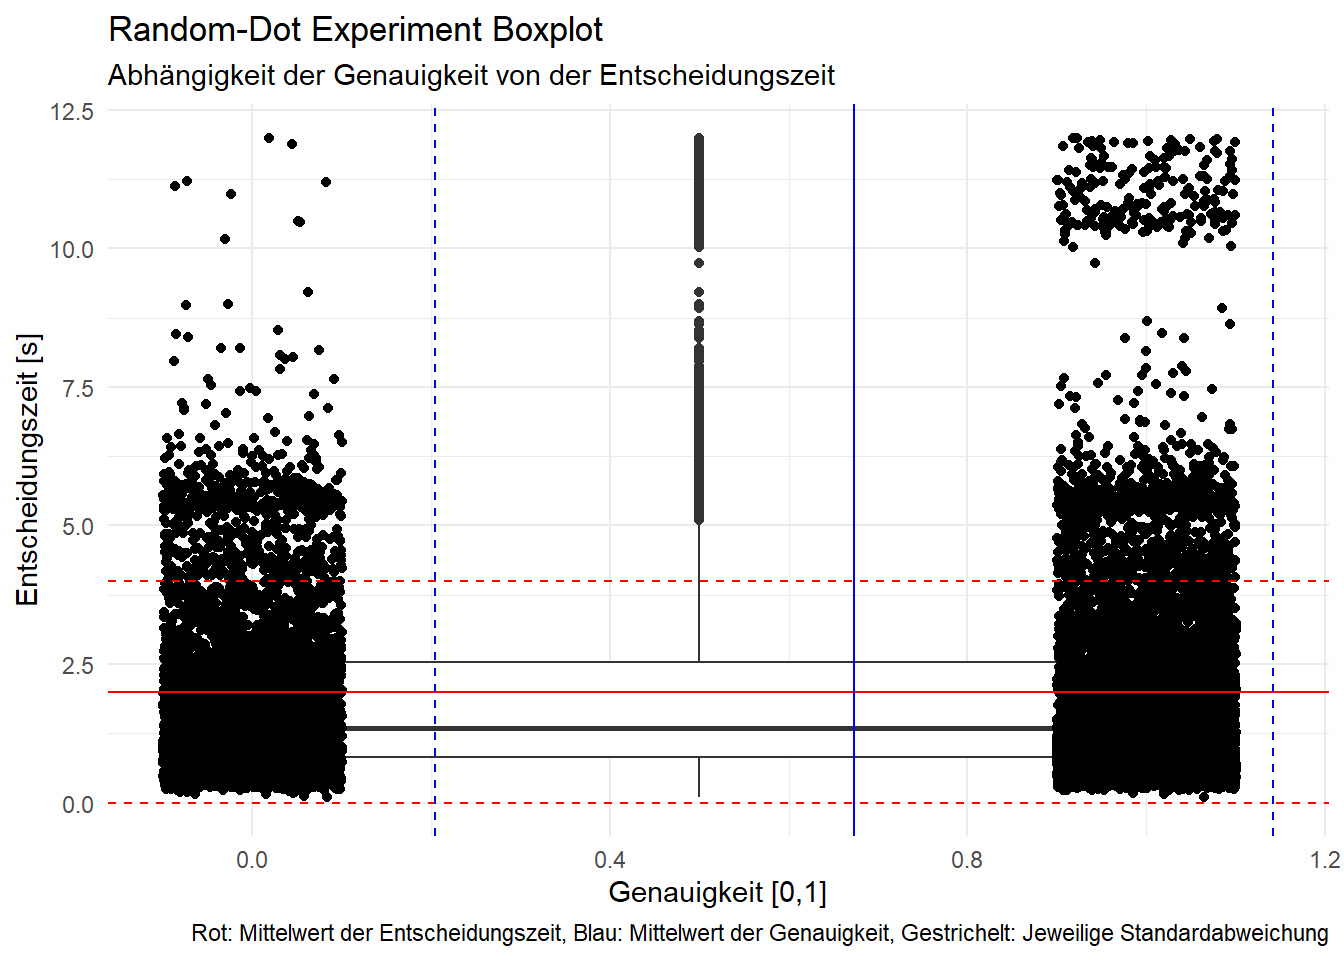 Random-Dot Experiment Boxplot
Abhängigkeit der Genauigkeit von der Entscheidungszeit
12.5
10.0
7.5
5.0
2.5
0.0
Entscheidungszeit [s]
0.0 0.4 0.8 1.2
Genauigkeit [0,1]
Rot: Mittelwert der Entscheidungszeit, Blau: Mittelwert der Genauigkeit, Gestrichelt: Jeweilige Standardabweichung